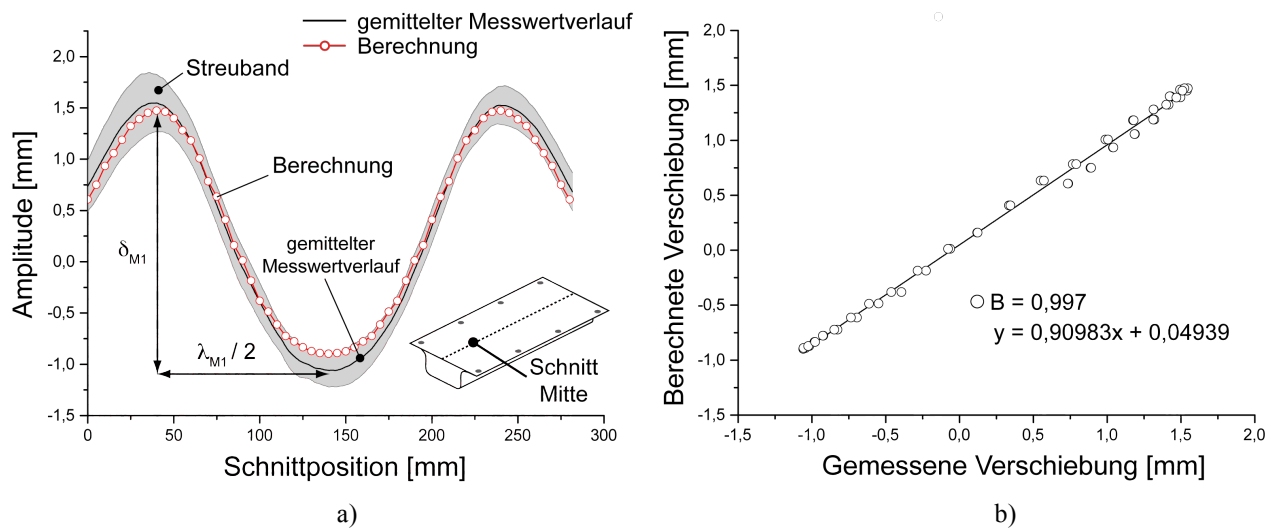 gemittelter Messwertverlauf
Berechnung
Amplitude [mm]
2,0
1,5
1,0
0,5
0,0
-0,5
-1,0
-1,5
Streuband
Berechnung
δM1
gemittelter
Messwertverlauf
λM1 / 2
Schnitt
Mitte
0 50 100 150 200 250 300
Schnittposition [mm]
a)
Berechnete Verschiebung [mm]
2,0
1,5
1,0
0,5
0,0
-0,5
-1,0
-1,5
B = 0,997
y = 0,90983x + 0,04939
-1,5 -1,0 -0,5 0,0 0,5 1,0 1,5 2,0
Gemessene Verschiebung [mm]
b)